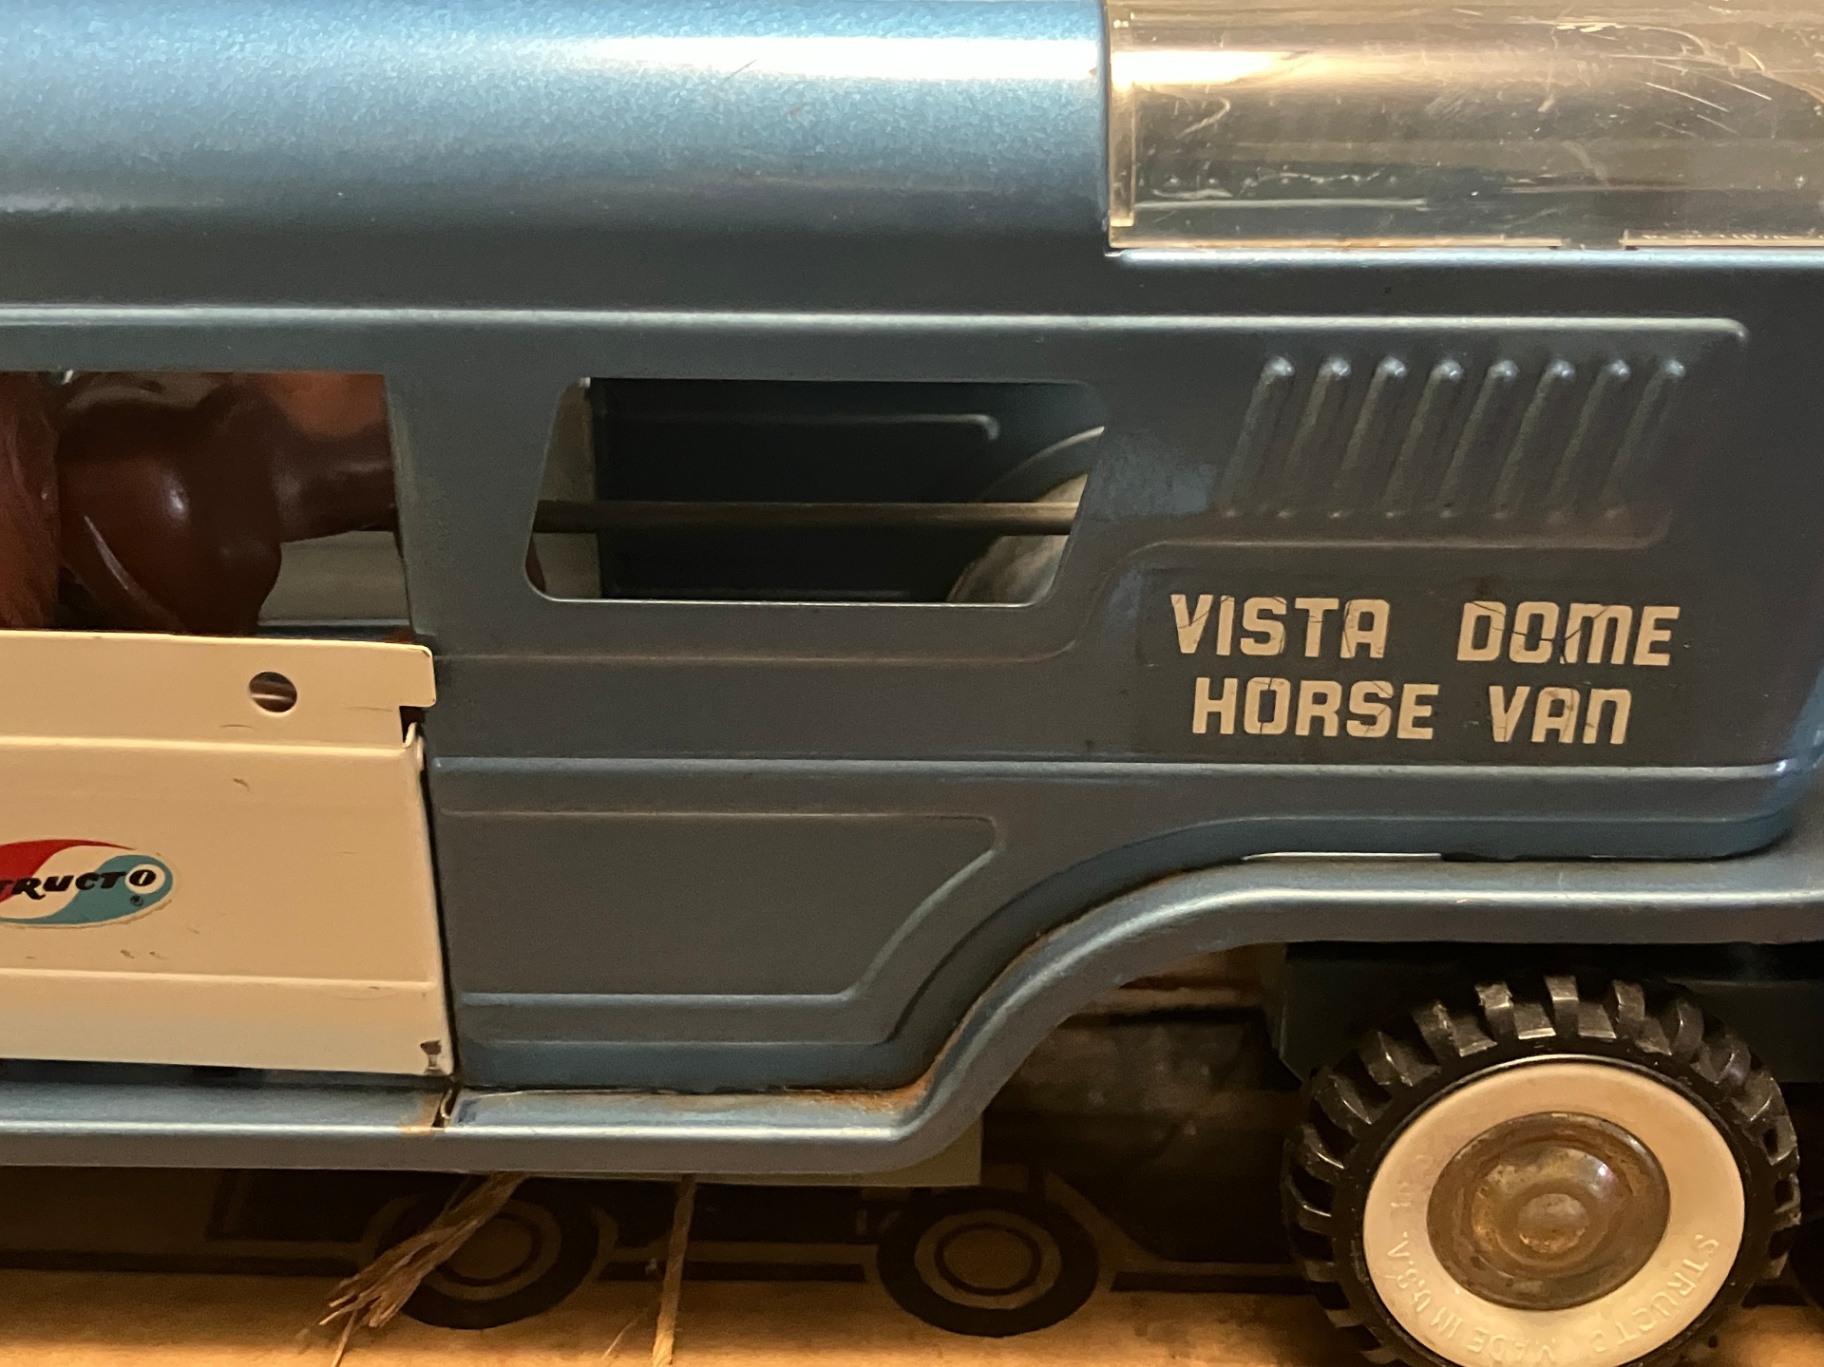 VISTA DOME
HORSE VAN
TRUCTO
®
STRUCTO MADE IN U.S.A.